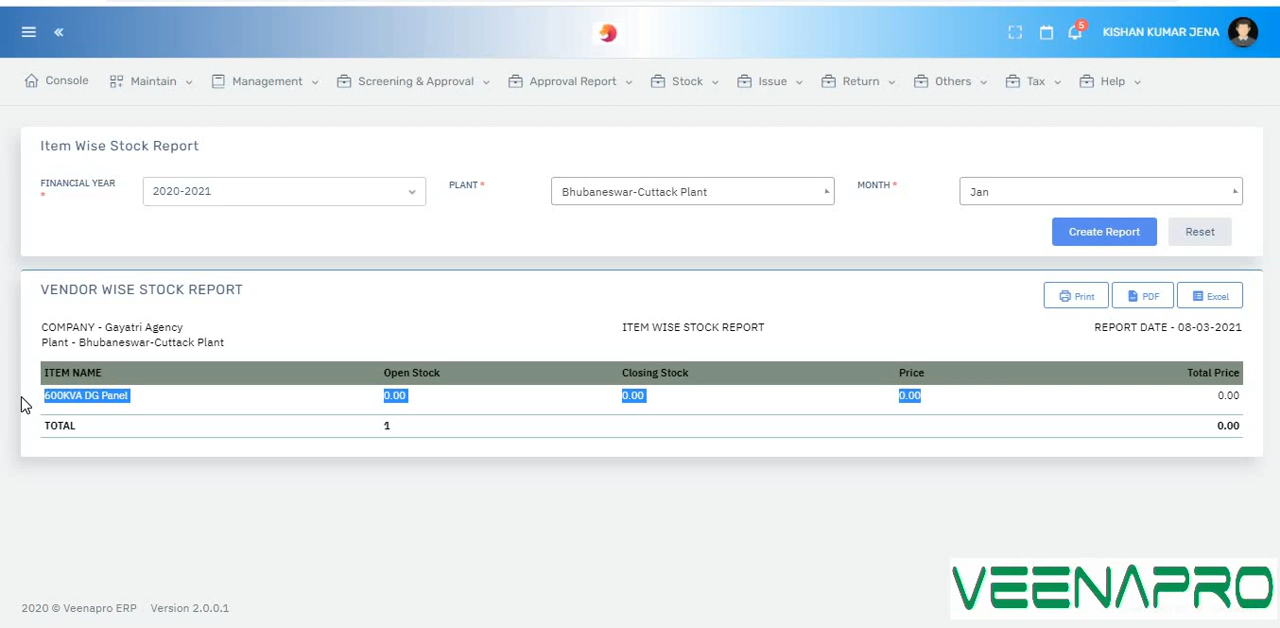 5 KISHAN KUMAR JENA
Console Maintain Management Screening & Approval Approval Report Stock Issue Return Others Tax Help
Item Wise Stock Report
FINANCIAL YEAR * 2020-2021 PLANT * Bhubaneswar-Cuttack Plant MONTH * Jan
Create Report Reset
VENDOR WISE STOCK REPORT
Print PDF Excel
COMPANY - Gayatri Agency ITEM WISE STOCK REPORT REPORT DATE - 08-03-2021
Plant - Bhubaneswar-Cuttack Plant
ITEM NAME Open Stock Closing Stock Price Total Price
600KVA DG Panel 0.00 0.00 0.00 0.00
TOTAL 1 0.00
VEENAPRO
2020 © Veenapro ERP Version 2.0.0.1